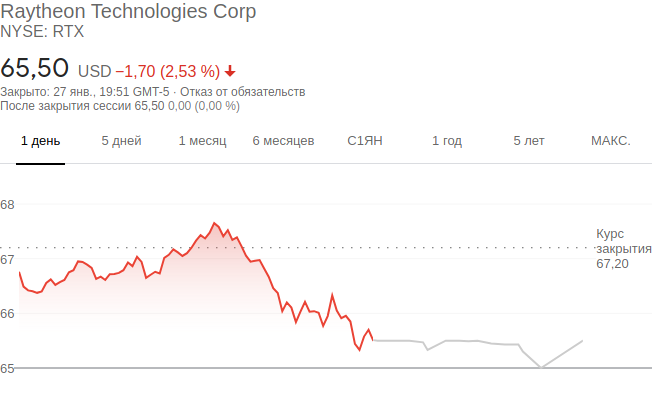 Raytheon Technologies Corp
NYSE: RTX
65,50 USD −1,70 (2,53 %)
Закрыто: 27 янв., 19:51 GMT-5 · Отказ от обязательств
После закрытия сессии 65,50 0,00 (0,00 %)
1 день 5 дней 1 месяц 6 месяцев С1ЯН 1 год 5 лет МАКС.
68
Курс
закрытия
67,20
67
66
65